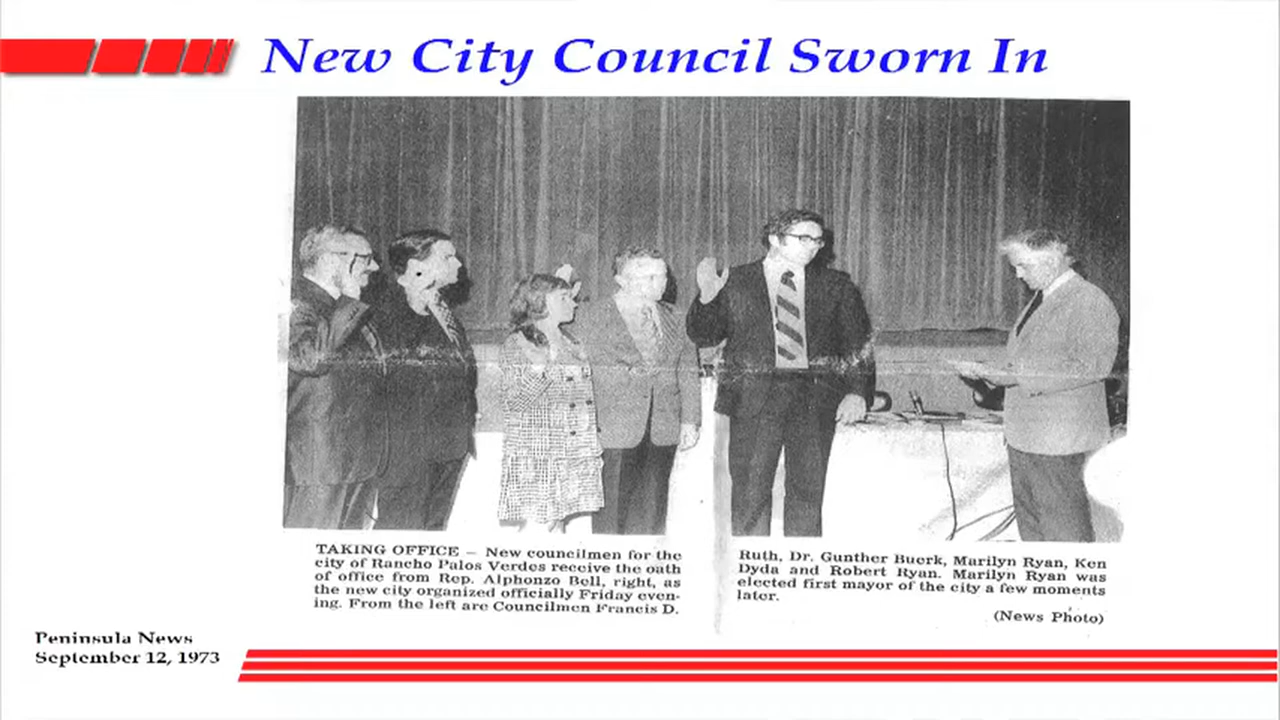 New City Council Sworn In
TAKING OFFICE — New councilmen for the
city of Rancho Palos Verdes receive the oath
of office from Rep. Alphonzo Bell, right, as
the new city organized officially Friday even-
ing. From the left are Councilmen Francis D.
Ruth, Dr. Gunther Buerk, Marilyn Ryan, Ken
Dyda and Robert Ryan. Marilyn Ryan was
elected first mayor of the city a few moments
later.
(News Photo)
Peninsula News
September 12, 1973